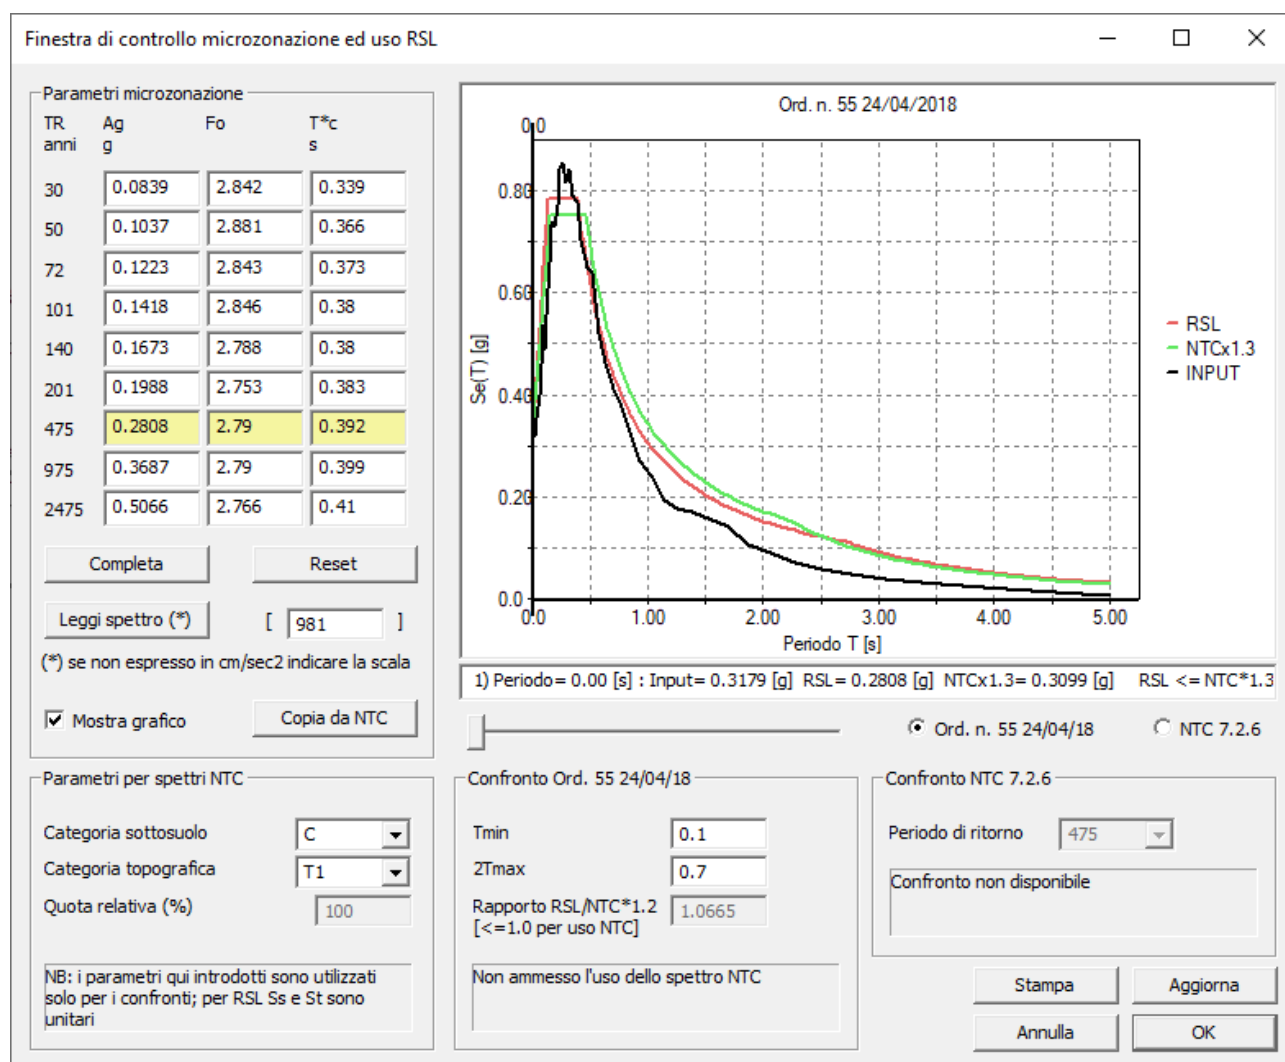 Finestra di controllo microzonazione ed uso RSL
Parametri microzonazione
TR Ag Fo T*c
anni g s
30 0.0839 2.842 0.339
50 0.1037 2.881 0.366
72 0.1223 2.843 0.373
101 0.1418 2.846 0.38
140 0.1673 2.788 0.38
201 0.1988 2.753 0.383
475 0.2808 2.79 0.392
975 0.3687 2.79 0.399
2475 0.5066 2.766 0.41
Completa Reset
Leggi spettro (*) [ 981 ]
(*) se non espresso in cm/sec2 indicare la scala
Mostra grafico Copia da NTC
Ord. n. 55 24/04/2018
0.0
0.80
0.60
0.40
0.20
0.0
Se(T) [g]
RSL
NTCx1.3
INPUT
0.0 1.00 2.00 3.00 4.00 5.00
Periodo T [s]
1) Periodo= 0.00 [s] : Input= 0.3179 [g] RSL= 0.2808 [g] NTCx1.3= 0.3099 [g] RSL <= NTC*1.3
Ord. n. 55 24/04/18 NTC 7.2.6
Parametri per spettri NTC
Categoria sottosuolo C
Categoria topografica T1
Quota relativa (%) 100
NB: i parametri qui introdotti sono utilizzati
solo per i confronti; per RSL Ss e St sono
unitari
Confronto Ord. 55 24/04/18
Tmin 0.1
2Tmax 0.7
Rapporto RSL/NTC*1.2 1.0665
[<=1.0 per uso NTC]
Non ammesso l'uso dello spettro NTC
Confronto NTC 7.2.6
Periodo di ritorno 475
Confronto non disponibile
Stampa Aggiorna
Annulla OK